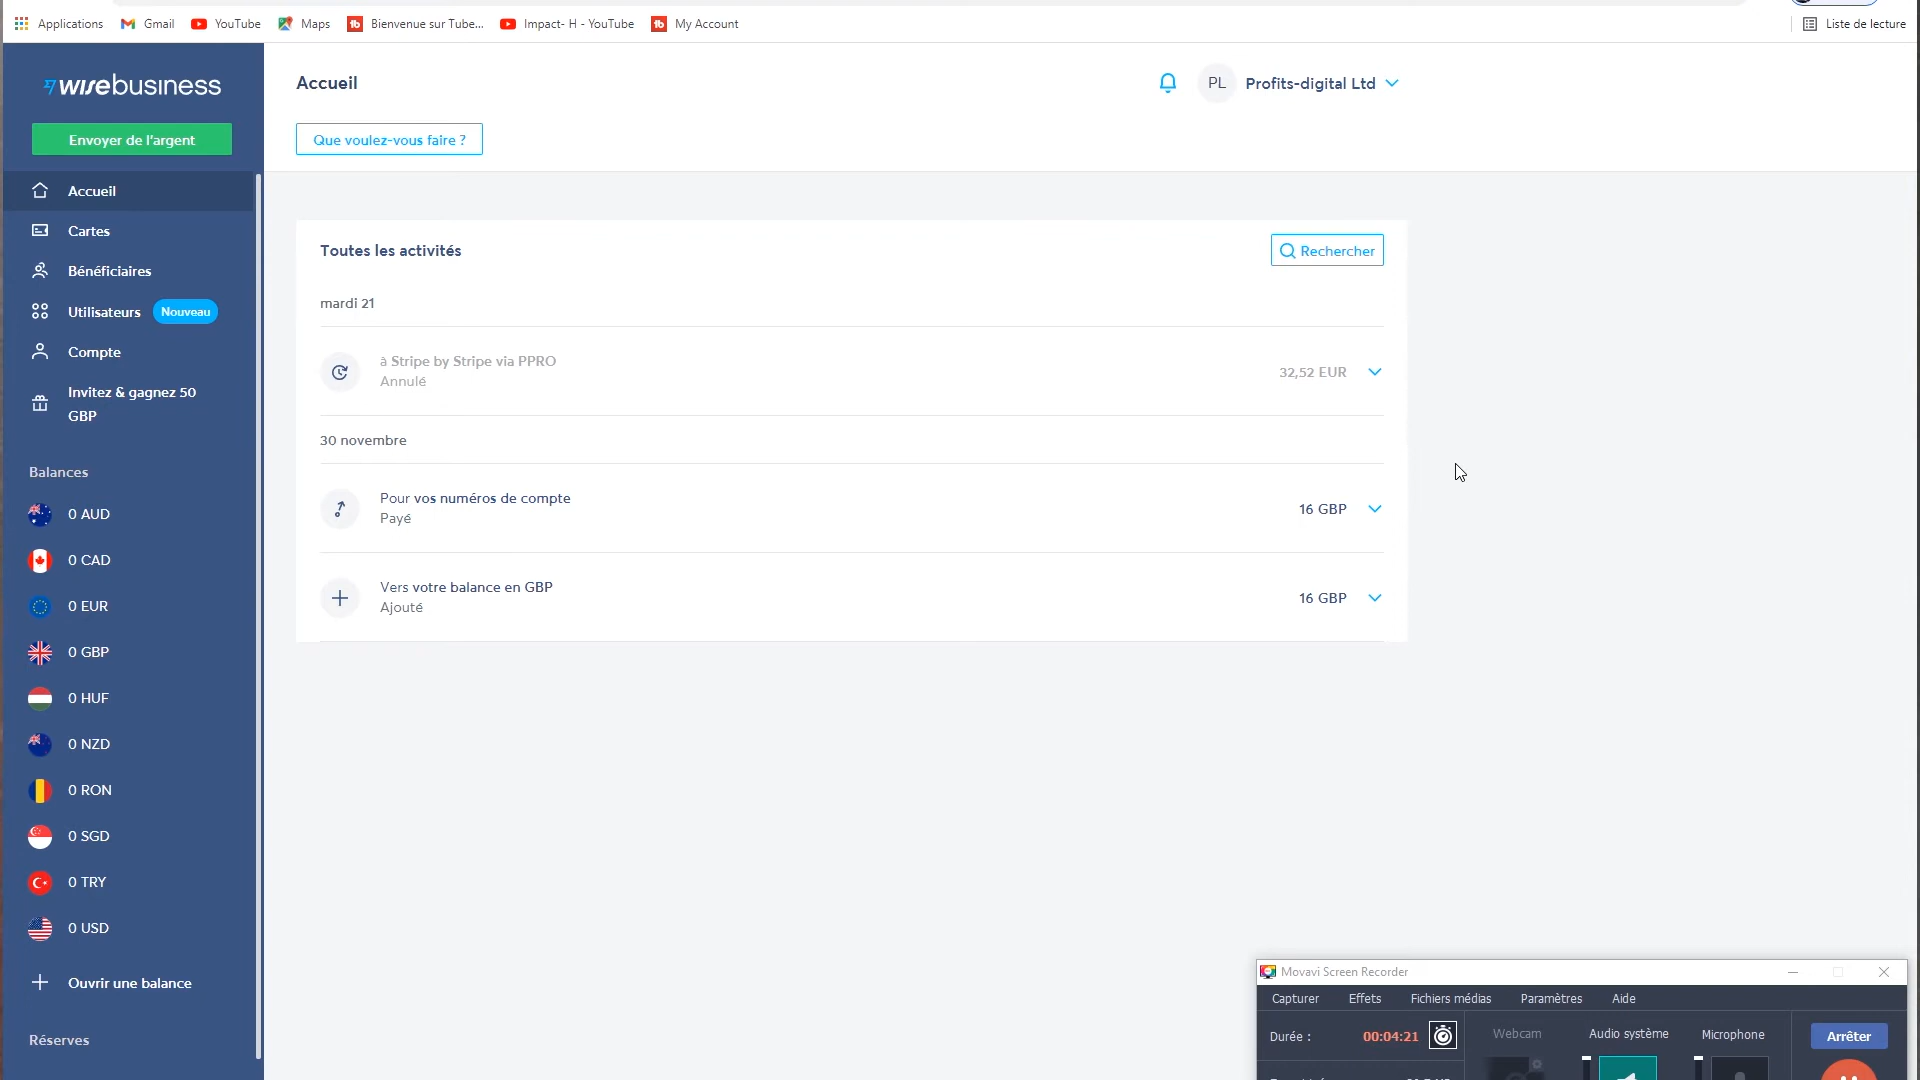 Applications Gmail YouTube Maps Bienvenue sur Tube... Impact- H - YouTube My Account Liste de lecture
wisebusiness
Envoyer de l'argent
Accueil
Cartes
Bénéficiaires
Utilisateurs Nouveau
Compte
Invitez & gagnez 50
GBP
Balances
0 AUD
0 CAD
0 EUR
0 GBP
0 HUF
0 NZD
0 RON
0 SGD
0 TRY
0 USD
Ouvrir une balance
Réserves
Accueil
PL Profits-digital Ltd
Que voulez-vous faire ?
Toutes les activités
Rechercher
mardi 21
à Stripe by Stripe via PPRO
Annulé
32,52 EUR
30 novembre
Pour vos numéros de compte
Payé
16 GBP
Vers votre balance en GBP
Ajouté
16 GBP
Movavi Screen Recorder
Capturer Effets Fichiers médias Paramètres Aide
Durée : 00:04:21
Webcam Audio système Microphone
Arrêter